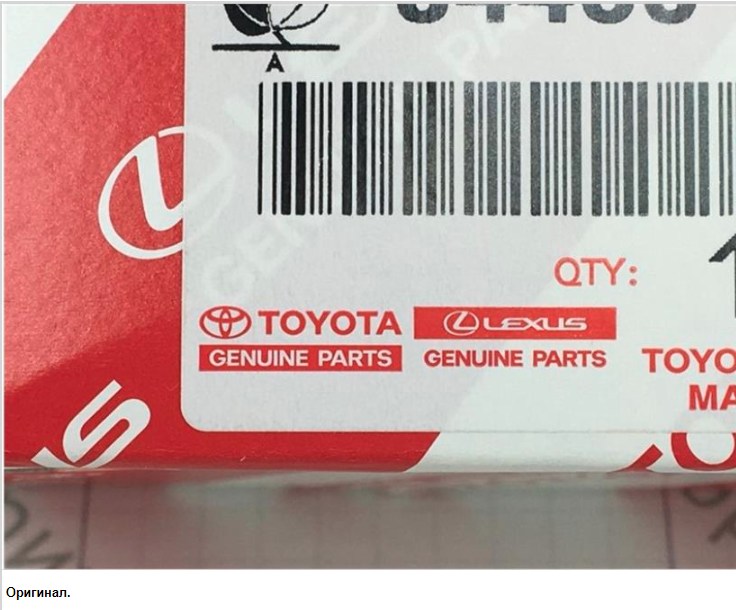 A
QTY:
TOYOTA LEXUS
GENUINE PARTS GENUINE PARTS
Оригинал.